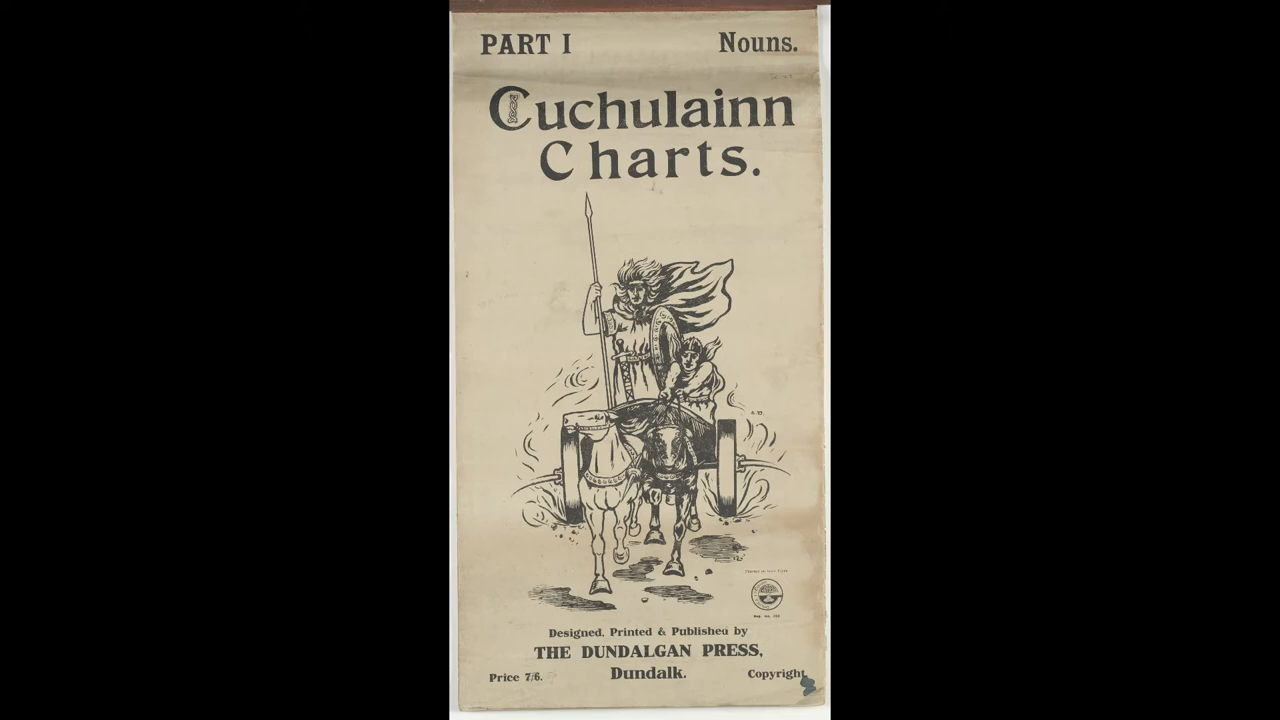 PART I Nouns.
Cuchulainn
Charts.
A.B.
Designed, Printed & Published by
THE DUNDALGAN PRESS,
Price 7/6. Dundalk. Copyright.